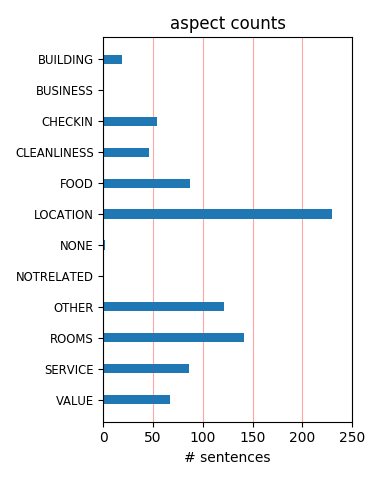 aspect counts
BUILDING
BUSINESS
CHECKIN
CLEANLINESS
FOOD
LOCATION
NONE
NOTRELATED
OTHER
ROOMS
SERVICE
VALUE
0 50 100 150 200 250
# sentences